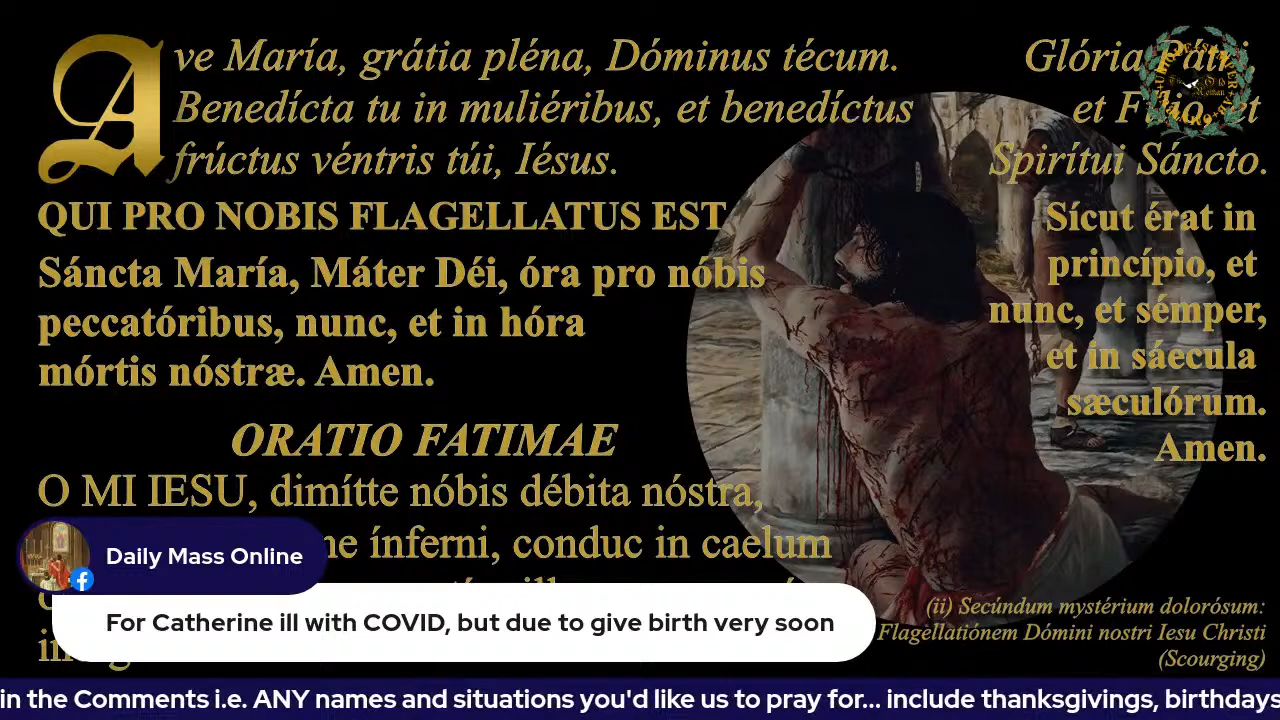 Ave María, grátia pléna, Dóminus técum.
Benedícta tu in muliéribus, et benedíctus
frúctus véntris túi, Iésus.
QUI PRO NOBIS FLAGELLATUS EST
Sáncta María, Máter Déi, óra pro nóbis
peccatóribus, nunc, et in hóra
mórtis nóstræ. Amen.
ORATIO FATIMAE
O MI IESU, dimítte nóbis débita nóstra,
ínferni, conduc in caelum
Glória
et et
Spirítui Sáncto.
Sícut érat in
princípio, et
nunc, et sémper,
et in sáecula
sæculórum.
Amen.
(ii) Secúndum mystérium dolorósum:
Flagellatiónem Dómini nostri Iesu Christi
(Scourging)
Daily Mass Online
For Catherine ill with COVID, but due to give birth very soon
in the Comments i.e. ANY names and situations you'd like us to pray for... include thanksgivings, birthdays